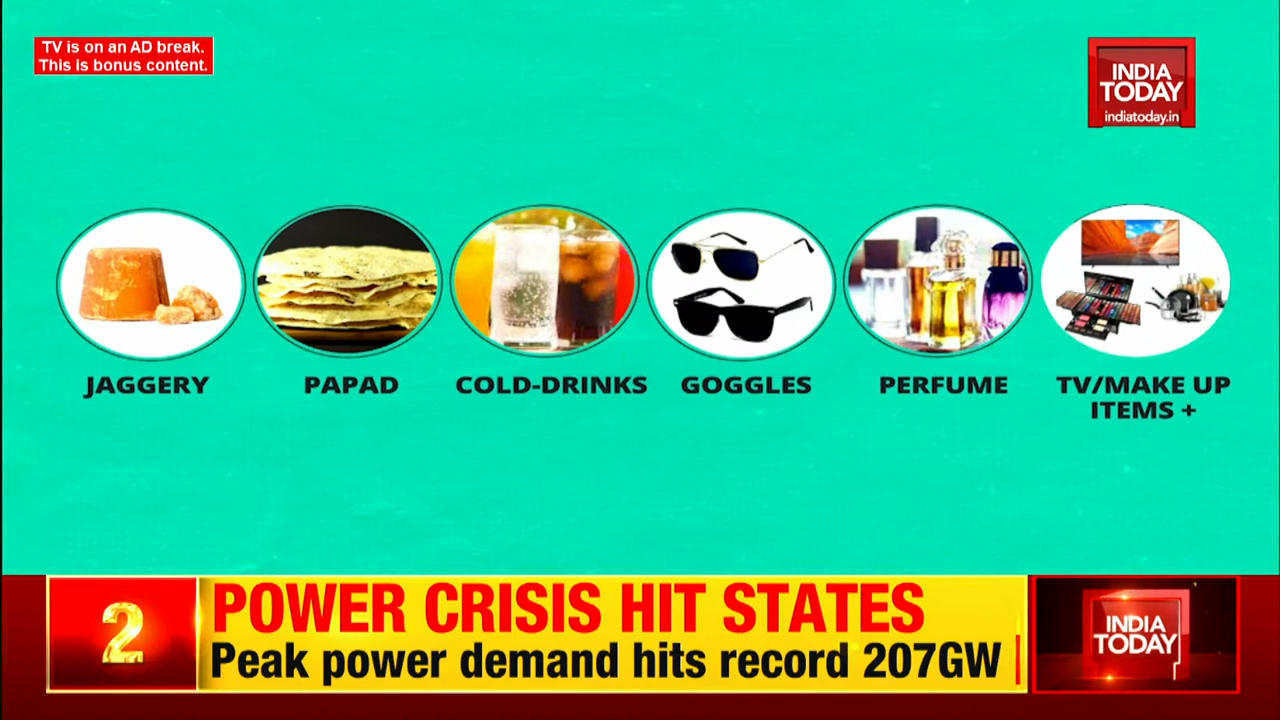 TV is on an AD break.
This is bonus content.
INDIA
TODAY
indiatoday.in
JAGGERY
PAPAD
COLD-DRINKS
GOGGLES
PERFUME
TV/MAKE UP
ITEMS +
2
POWER CRISIS HIT STATES
Peak power demand hits record 207GW
INDIA
TODAY